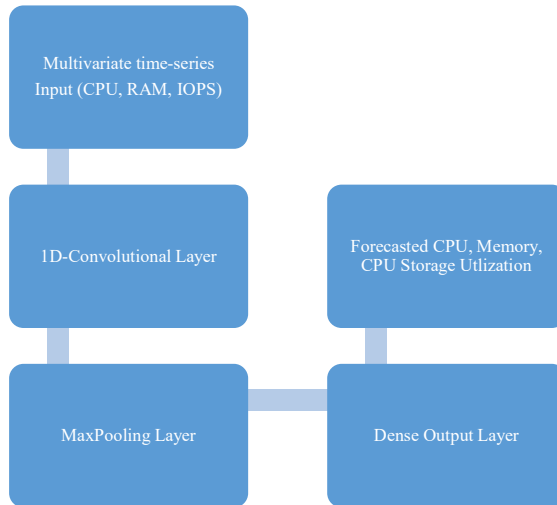 Multivariate time-series
Input (CPU, RAM, IOPS)
1D-Convolutional Layer
MaxPooling Layer
Dense Output Layer
Forecasted CPU, Memory,
CPU Storage Utlization